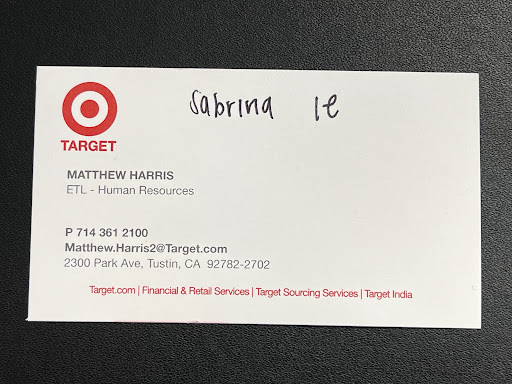 sabrina le
TARGET
MATTHEW HARRIS
ETL - Human Resources
P 714 361 2100
Matthew.Harris2@Target.com
2300 Park Ave, Tustin, CA 92782-2702
Target.com | Financial & Retail Services | Target Sourcing Services | Target India